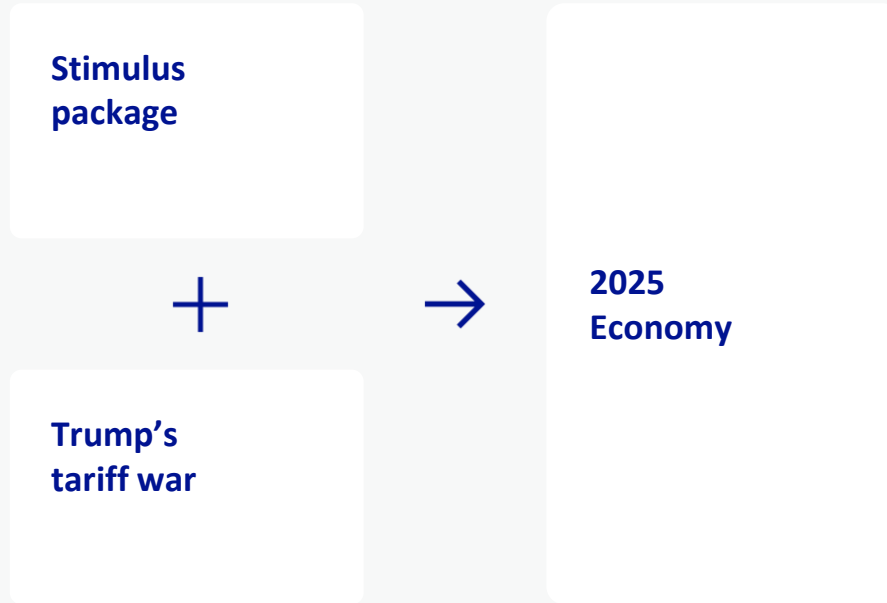 Stimulus
package
+
→
Trump’s
tariff war
2025
Economy